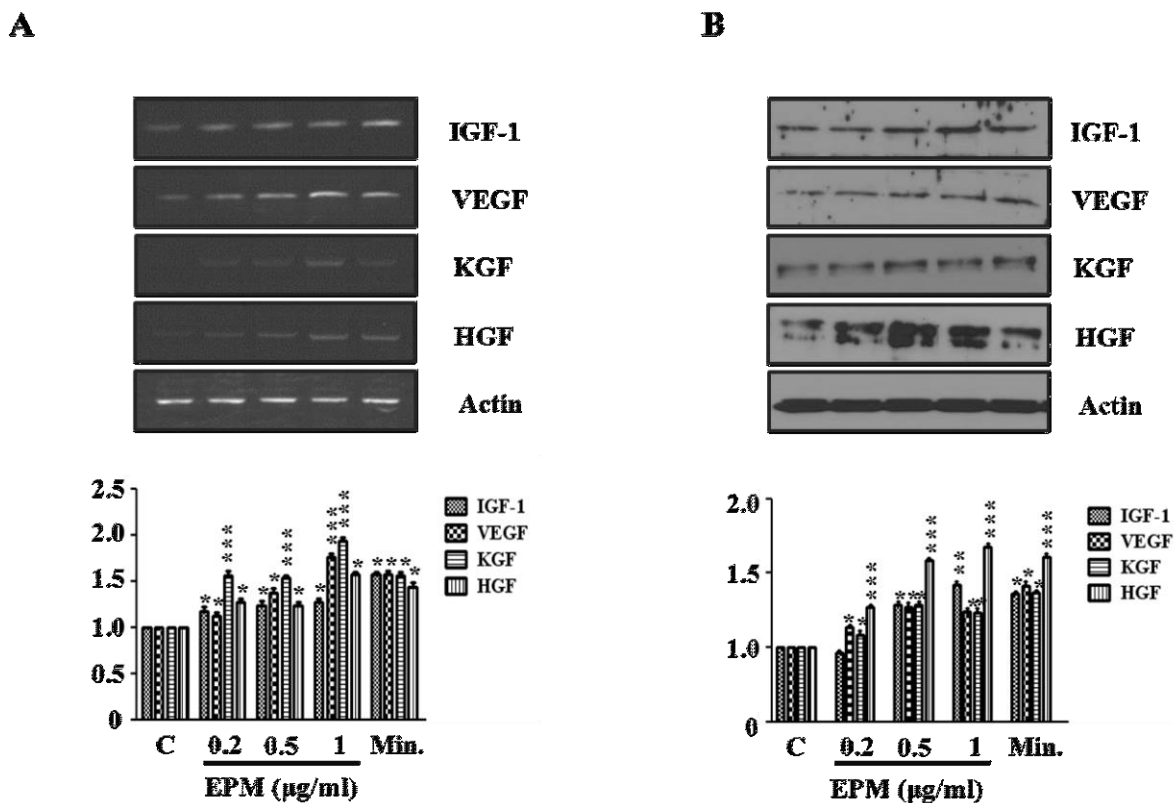 A
IGF-1
VEGF
KGF
HGF
Actin
2.5
2.0
1.5
1.0
0.5
0
* * *** * * * *** * * *** *** * * * * *
IGF-1
VEGF
KGF
HGF
C 0.2 0.5 1 Min.
EPM (µg/ml)
B
IGF-1
VEGF
KGF
HGF
Actin
2.0
1.5
1.0
0
* * *** * * * *** ** * * *** * * * ***
IGF-1
VEGF
KGF
HGF
C 0.2 0.5 1 Min.
EPM (µg/ml)